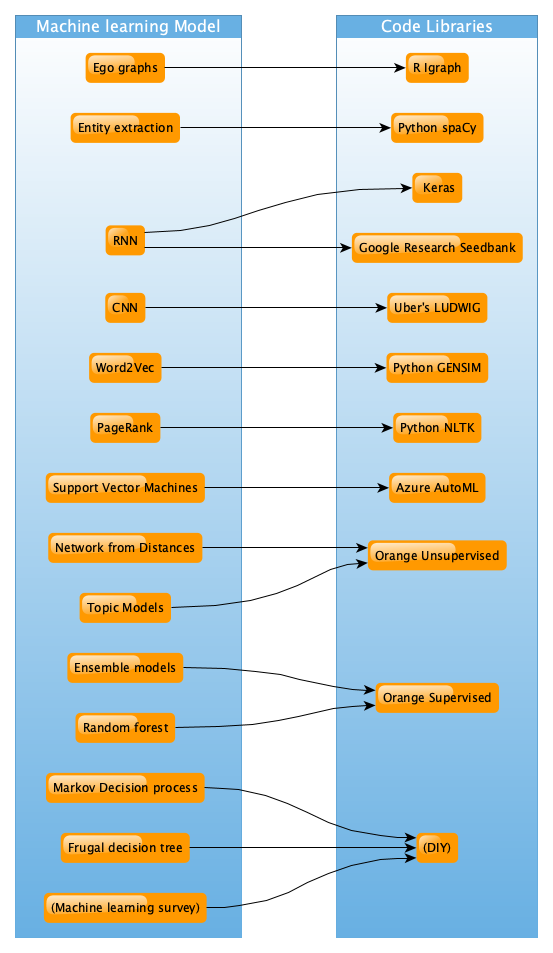 Machine learning Model
Code Libraries
Ego graphs
R Igraph
Entity extraction
Python spaCy
Keras
RNN
Google Research Seedbank
CNN
Uber's LUDWIG
Word2Vec
Python GENSIM
PageRank
Python NLTK
Support Vector Machines
Azure AutoML
Network from Distances
Orange Unsupervised
Topic Models
Ensemble models
Orange Supervised
Random forest
Markov Decision process
Frugal decision tree
(DIY)
(Machine learning survey)